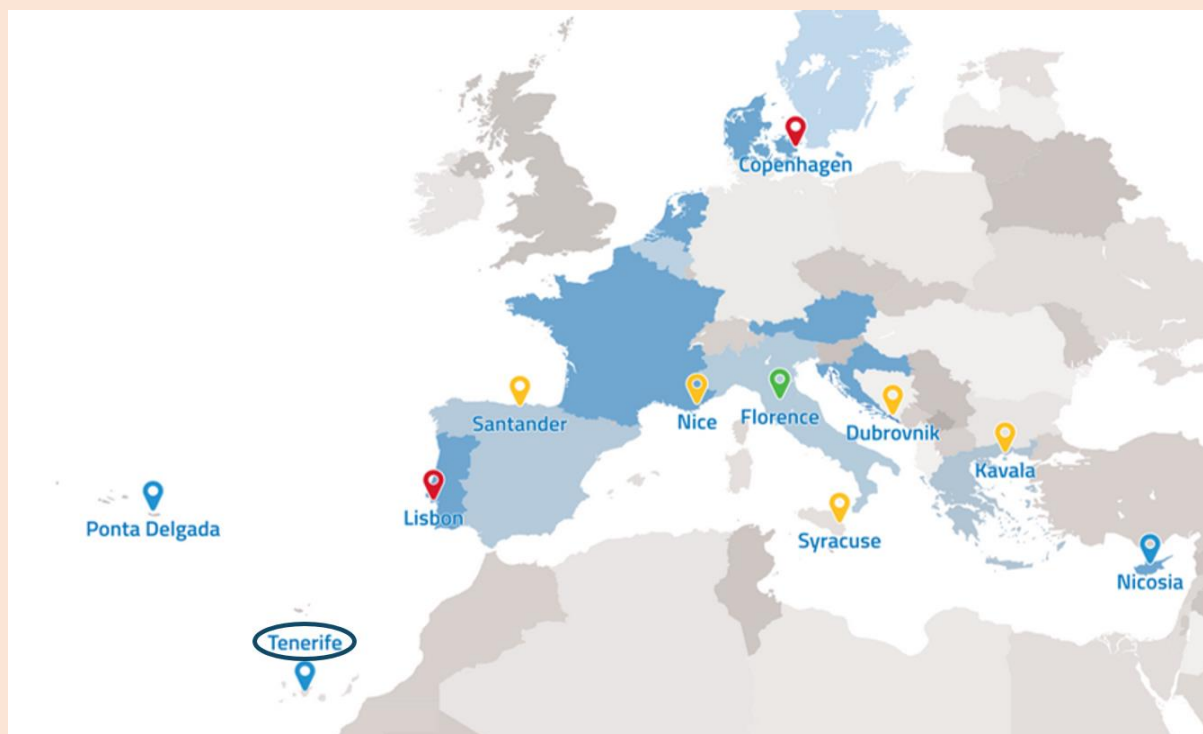 Copenhagen
Santander
Nice
Florence
Dubrovnik
Kavala
Lisbon
Ponta Delgada
Syracuse
Nicosia
Tenerife